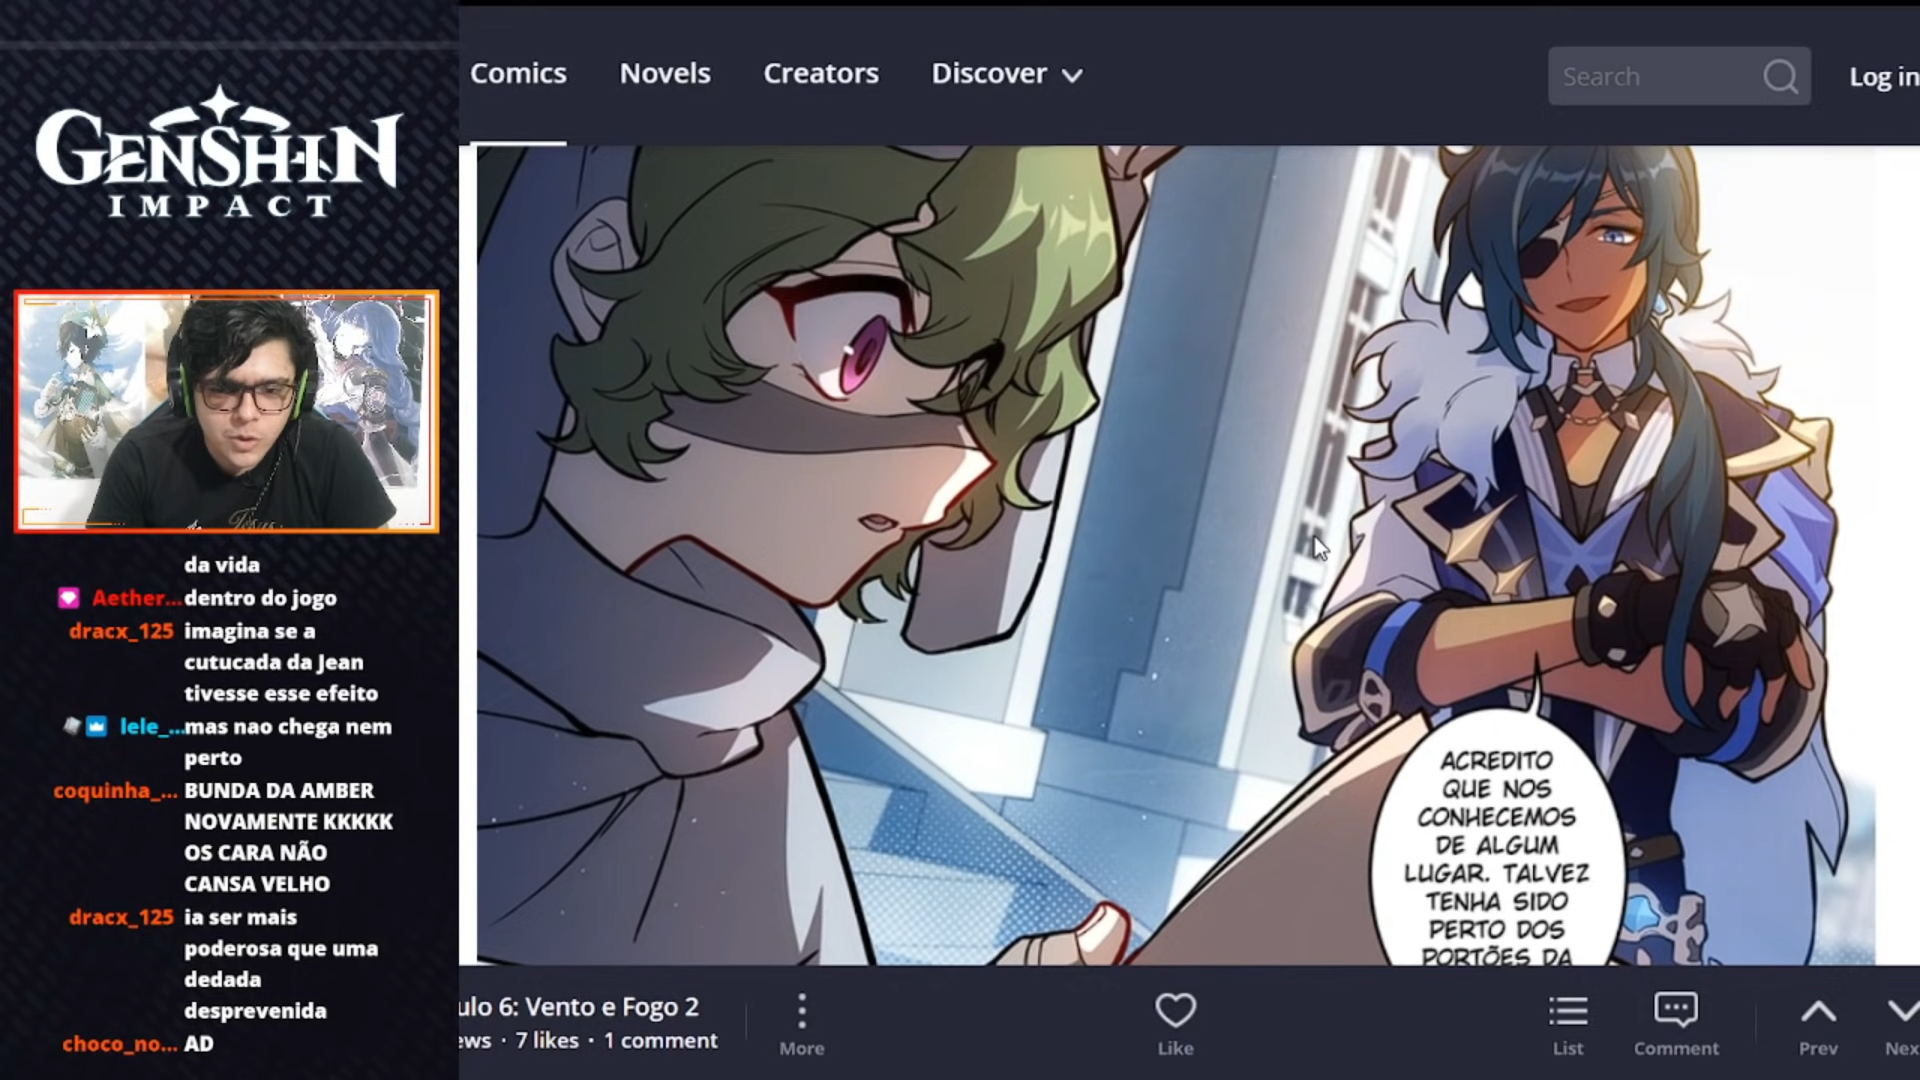 GENSHIN
IMPACT
da vida
Aether... dentro do jogo
dracx_125 imagina se a
cutucada da Jean
tivesse esse efeito
lele_... mas nao chega nem
perto
coquinha_... BUNDA DA AMBER
NOVAMENTE KKKKK
OS CARA NÃO
CANSA VELHO
dracx_125 ia ser mais
poderosa que uma
dedada
desprevenida
choco_no... AD
Comics Novels Creators Discover
Search
Log in
ACREDITO
QUE NOS
CONHECEMOS
DE ALGUM
LUGAR. TALVEZ
TENHA SIDO
PERTO DOS
PORTÕES DA
ulo 6: Vento e Fogo 2
ews · 7 likes · 1 comment
More
Like
List
Comment
Prev
Nex